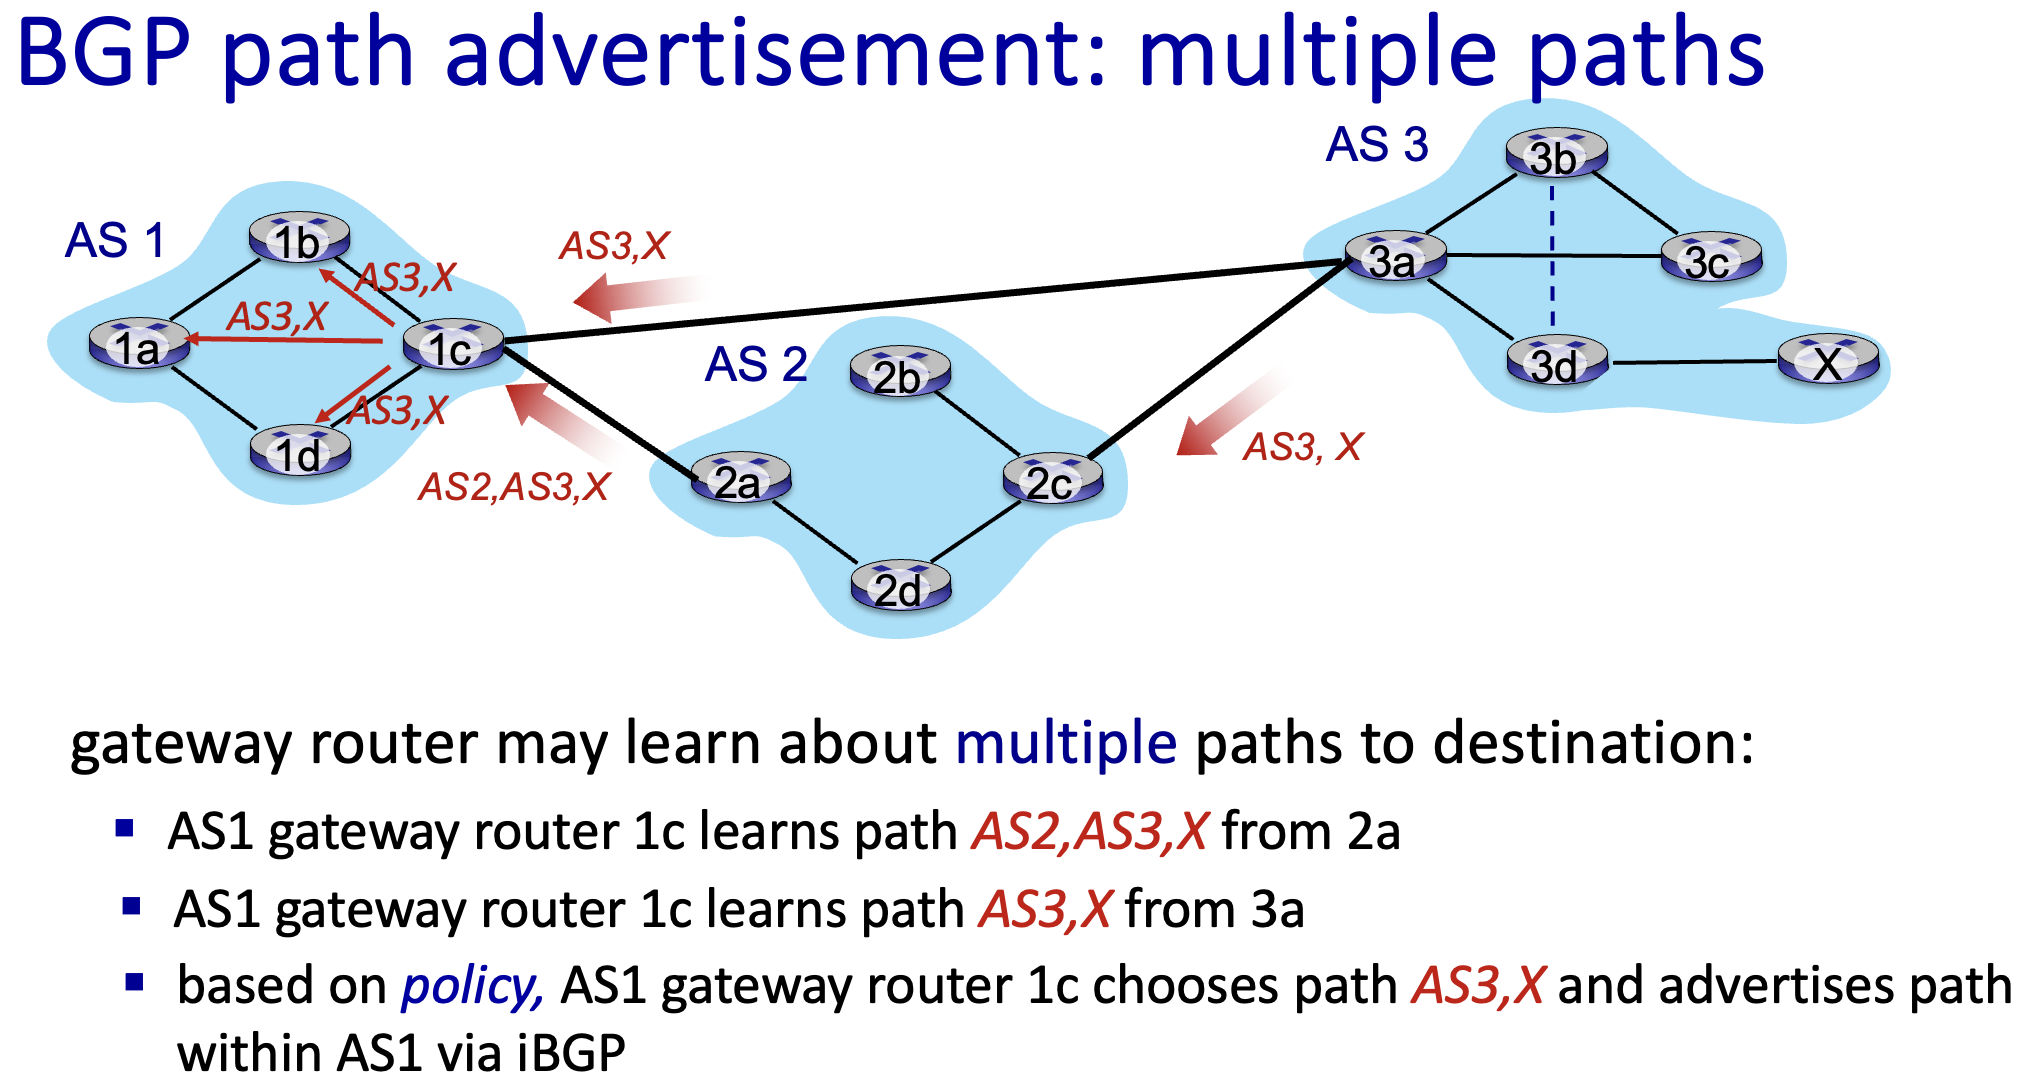 BGP path advertisement: multiple paths
AS 3
3b
AS 1
1b
AS3,X
3a
3c
AS3,X
AS3,X
1a
1c
AS 2
2b
3d
X
AS3,X
1d
AS3, X
AS2,AS3,X
2a
2c
2d
gateway router may learn about multiple paths to destination:
▪ AS1 gateway router 1c learns path AS2,AS3,X from 2a
▪ AS1 gateway router 1c learns path AS3,X from 3a
▪ based on policy, AS1 gateway router 1c chooses path AS3,X and advertises path
within AS1 via iBGP